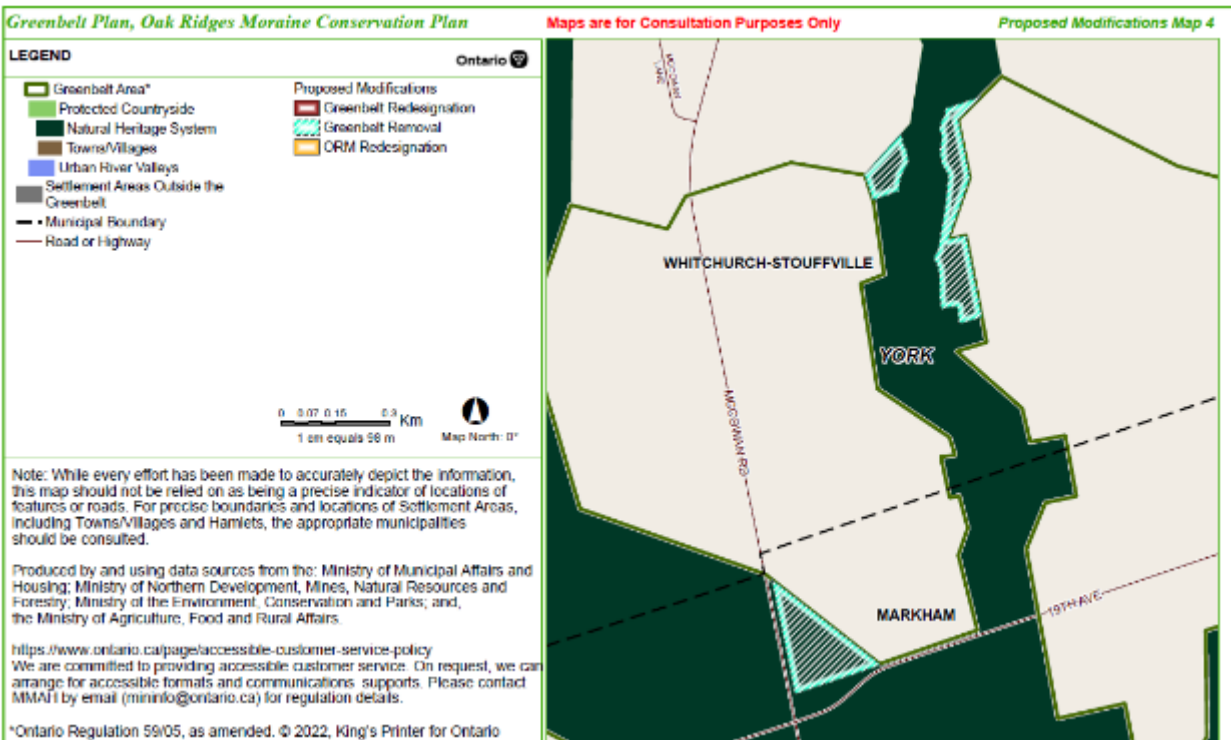 Greenbelt Plan, Oak Ridges Moraine Conservation Plan
Maps are for Consultation Purposes Only
Proposed Modifications Map 4
LEGEND
Ontario
Greenbelt Area*
Protected Countryside
Natural Heritage System
Towns/Villages
Urban River Valleys
Settlement Areas Outside the
Greenbelt
Municipal Boundary
Road or Highway
Proposed Modifications
Greenbelt Redesignation
Greenbelt Removal
ORM Redesignation
0 0.07 0.15 0.3 Km
1 cm equals 98 m
Map North: 0°
Note: While every effort has been made to accurately depict the information,
this map should not be relied on as being a precise indicator of locations of
features or roads. For precise boundaries and locations of Settlement Areas,
including Towns/Villages and Hamlets, the appropriate municipalities
should be consulted.
Produced by and using data sources from the: Ministry of Municipal Affairs and
Housing; Ministry of Northern Development, Mines, Natural Resources and
Forestry; Ministry of the Environment, Conservation and Parks; and,
the Ministry of Agriculture, Food and Rural Affairs.
https://www.ontario.ca/page/accessible-customer-service-policy
We are committed to providing accessible customer service. On request, we can
arrange for accessible formats and communications supports. Please contact
MMAH by email (mininfo@ontario.ca) for regulation details.
*Ontario Regulation 59/05, as amended. © 2022, King's Printer for Ontario
LANE
WHITCHURCH-STOUFFVILLE
YORK
MCCOWAN RD
MARKHAM
19TH AVE